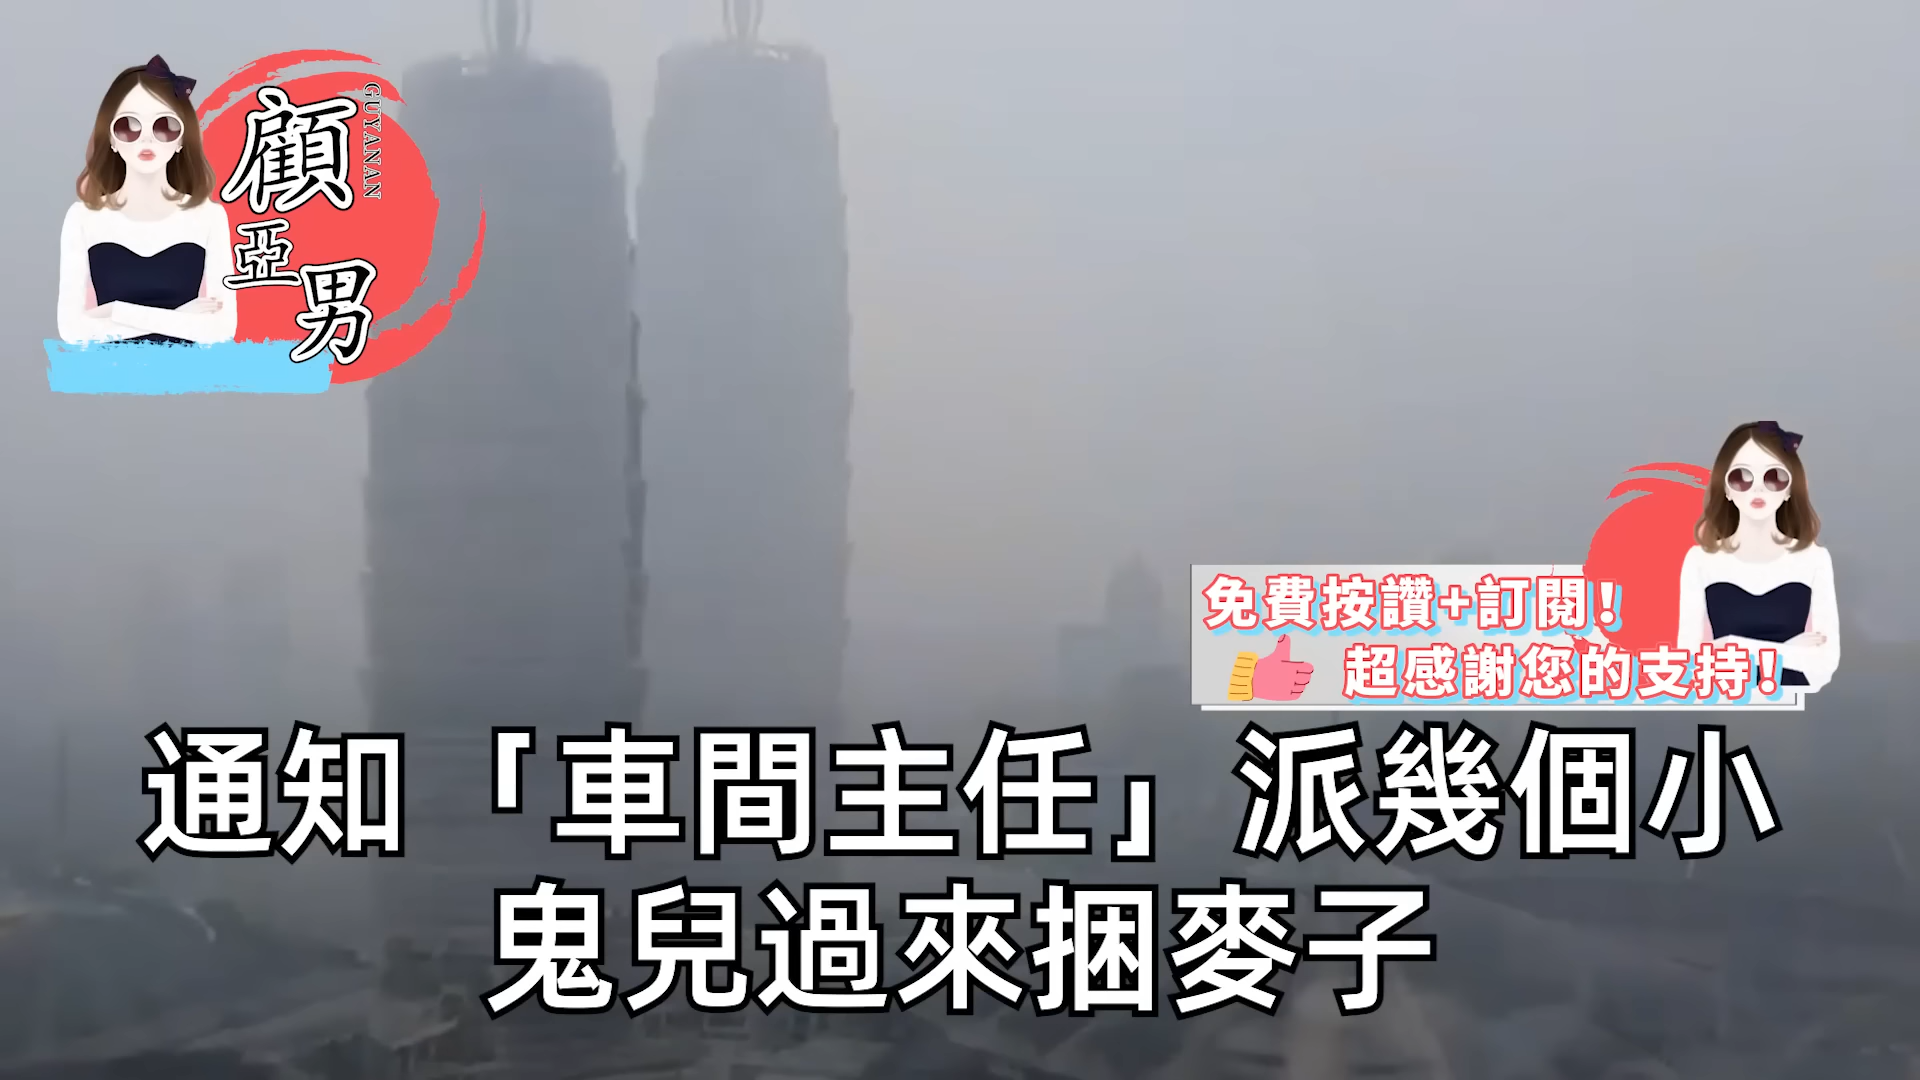 顧亞男
GUYANAN
免費按讚+訂閱!
超感謝您的支持!
通知「車間主任」派幾個小
鬼兒過來捆麥子